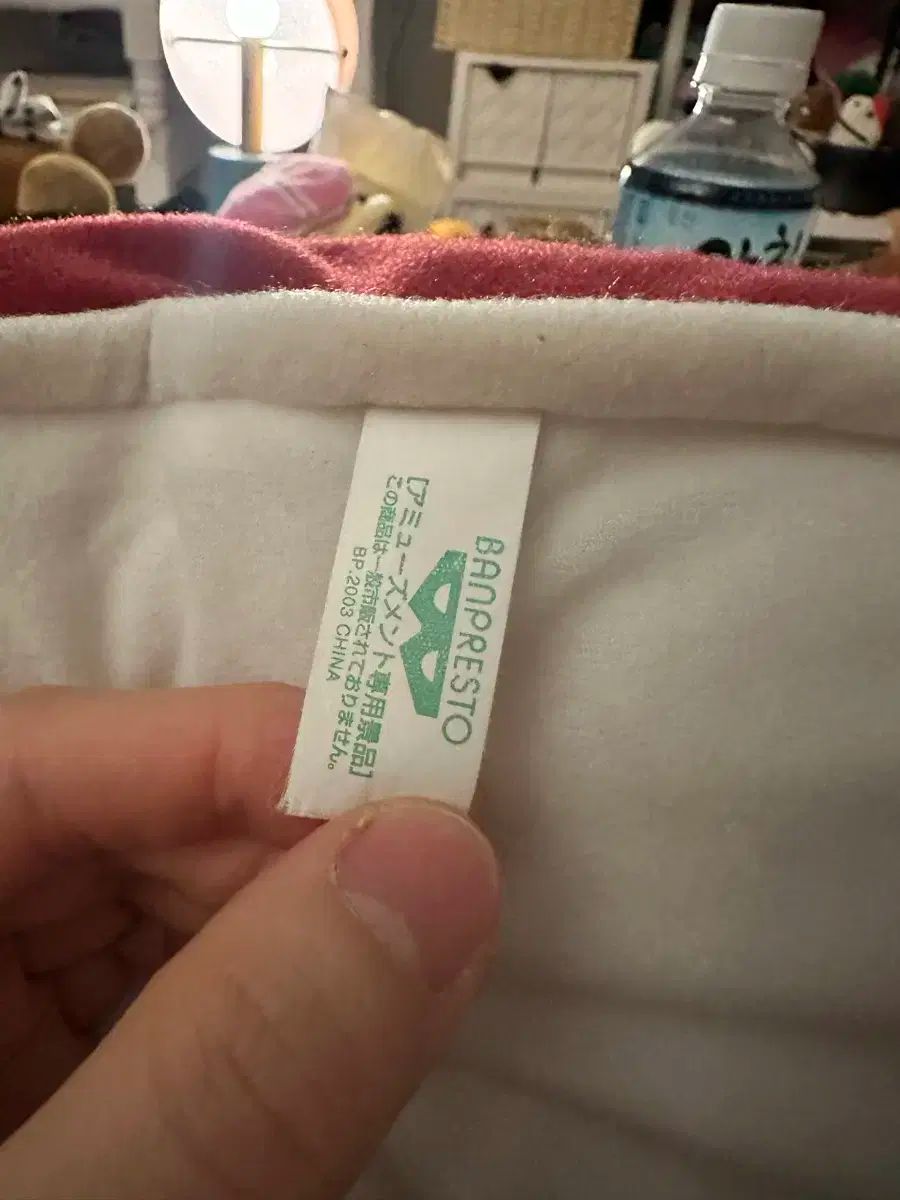 BANPRESTO
[アミューズメント専用景品]
この商品は一般市販されておりません。
BP.2003 CHINA